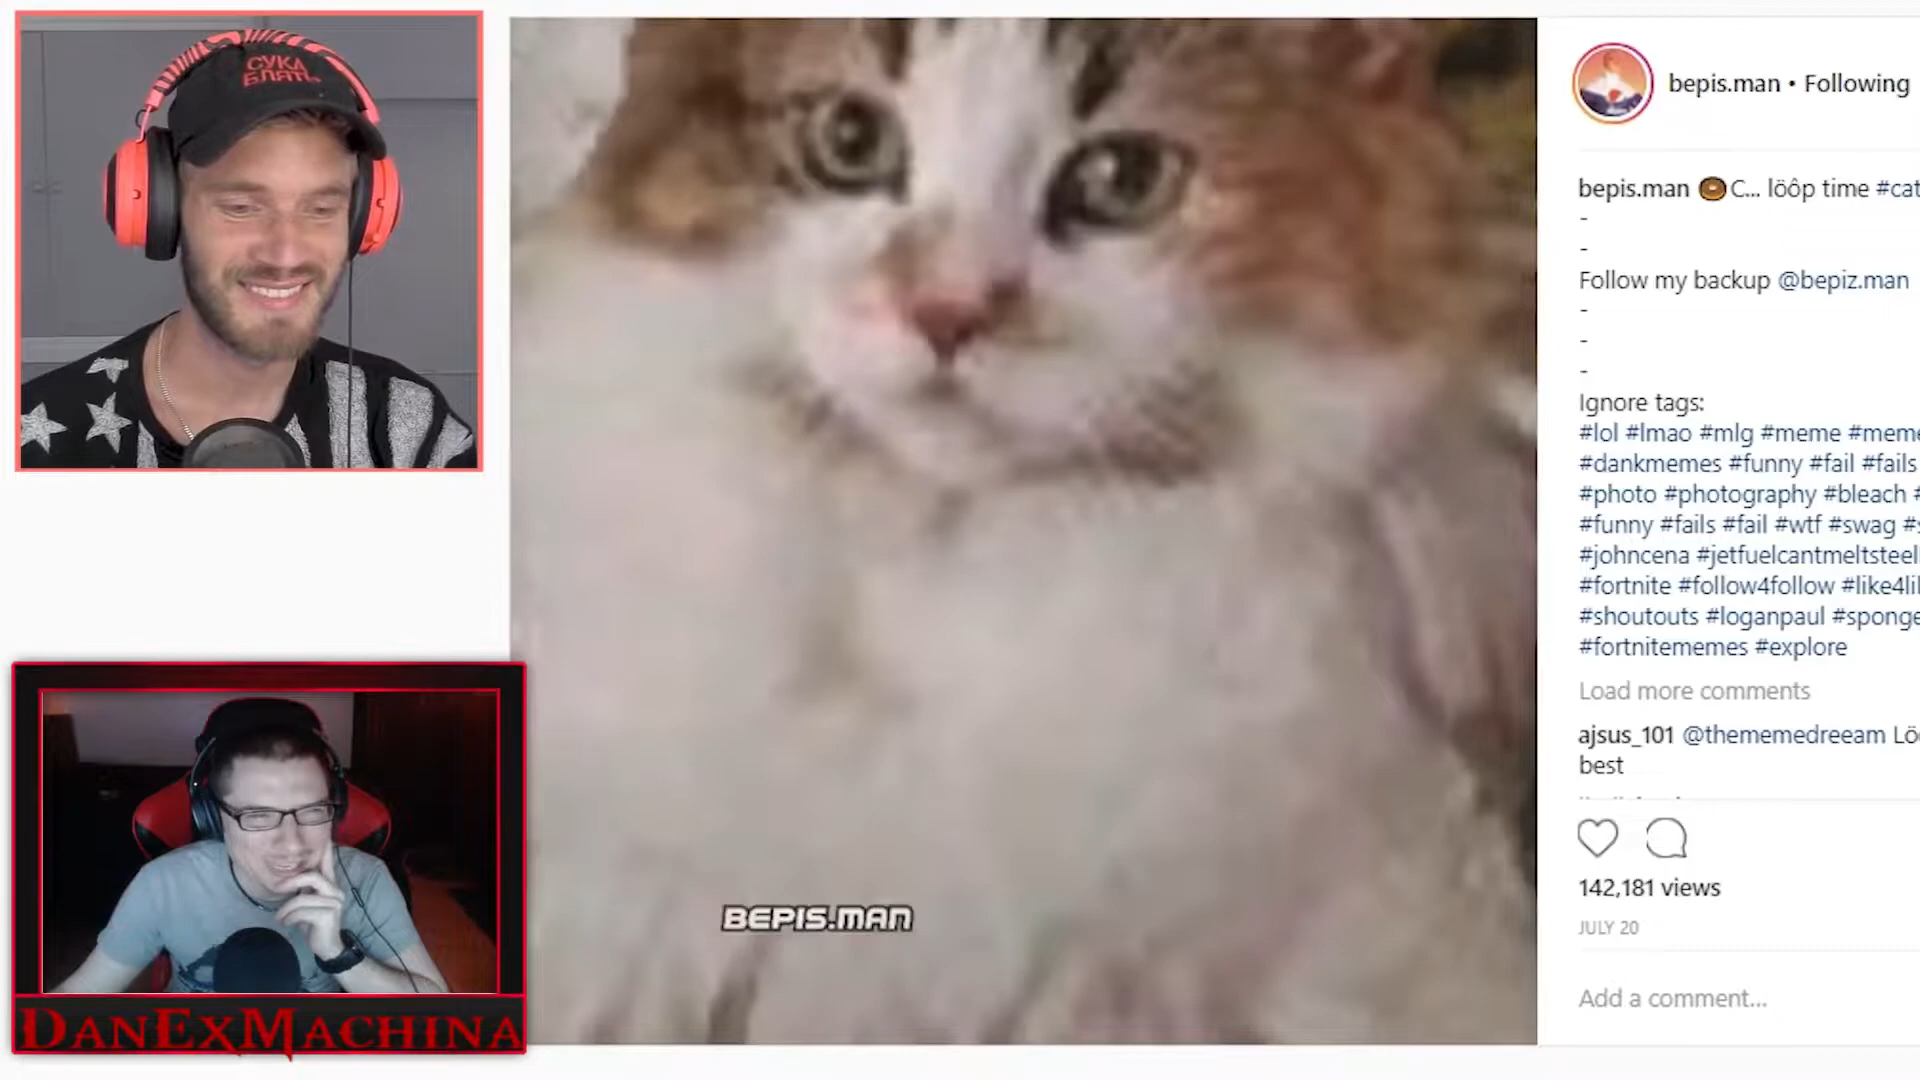 СУКА
БЛЯТЬ
bepis.man • Following
bepis.man C... löôp time #cat
-
-
Follow my backup @bepiz.man
-
-
-
Ignore tags:
#lol #lmao #mlg #meme #meme
#dankmemes #funny #fail #fails
#photo #photography #bleach #
#funny #fails #fail #wtf #swag #s
#johncena #jetfuelcantmeltsteel
#fortnite #follow4follow #like4li
#shoutouts #loganpaul #sponge
#fortnitememes #explore
Load more comments
ajsus_101 @thememedreeam Löö
best
142,181 views
JULY 20
Add a comment...
BEPIS.MAN
DANEXMACHINA